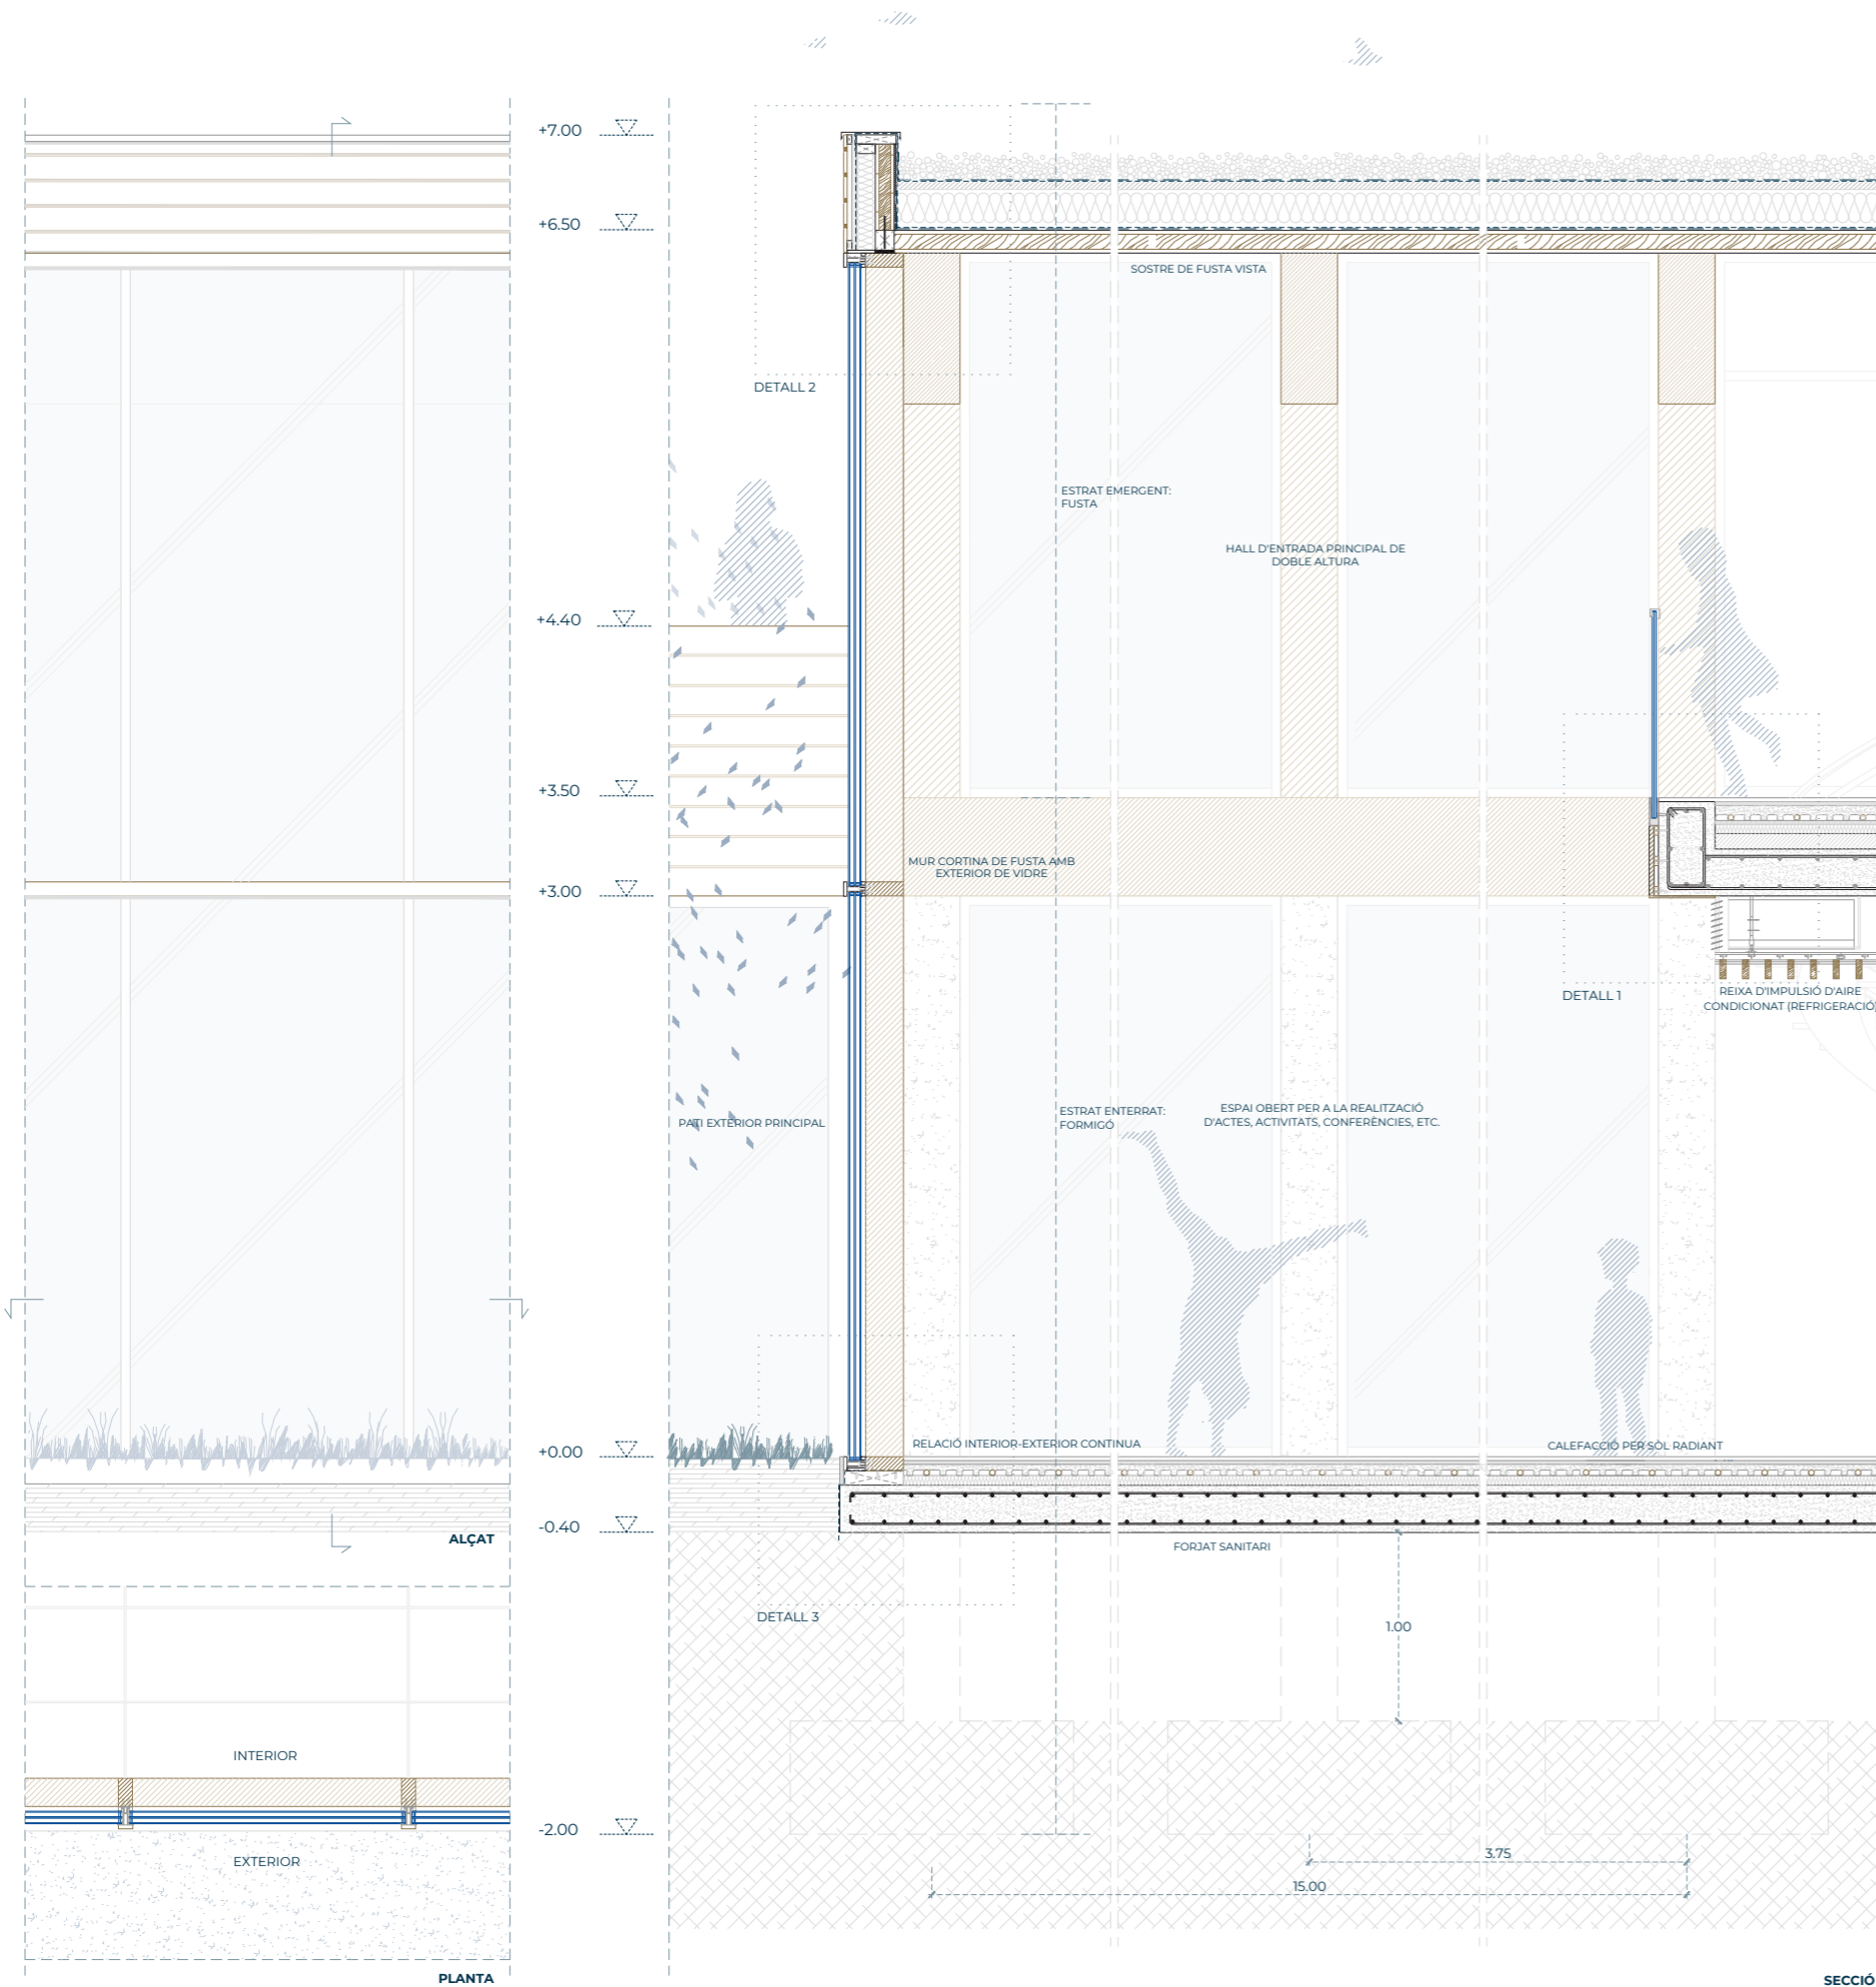 +7.00
+6.50
SOSTRE DE FUSTA VISTA
DETALL 2
ESTRAT EMERGENT:
FUSTA
HALL D'ENTRADA PRINCIPAL DE
DOBLE ALTURA
+4.40
+3.50
MUR CORTINA DE FUSTA AMB
EXTERIOR DE VIDRE
+3.00
DETALL 1
REIXA D'IMPULSIÓ D'AIRE
CONDICIONAT (REFRIGERACIÓ)
PATI EXTERIOR PRINCIPAL
ESTRAT ENTERRAT:
FORMIGÓ
ESPAI OBERT PER A LA REALITZACIÓ
D'ACTES, ACTIVITATS, CONFERÈNCIES, ETC.
+0.00
RELACIÓ INTERIOR-EXTERIOR CONTINUA
CALEFACCIÓ PER SÒL RADIANT
-0.40
ALÇAT
FORJAT SANITARI
DETALL 3
1.00
INTERIOR
-2.00
EXTERIOR
3.75
15.00
PLANTA
SECCIÓ